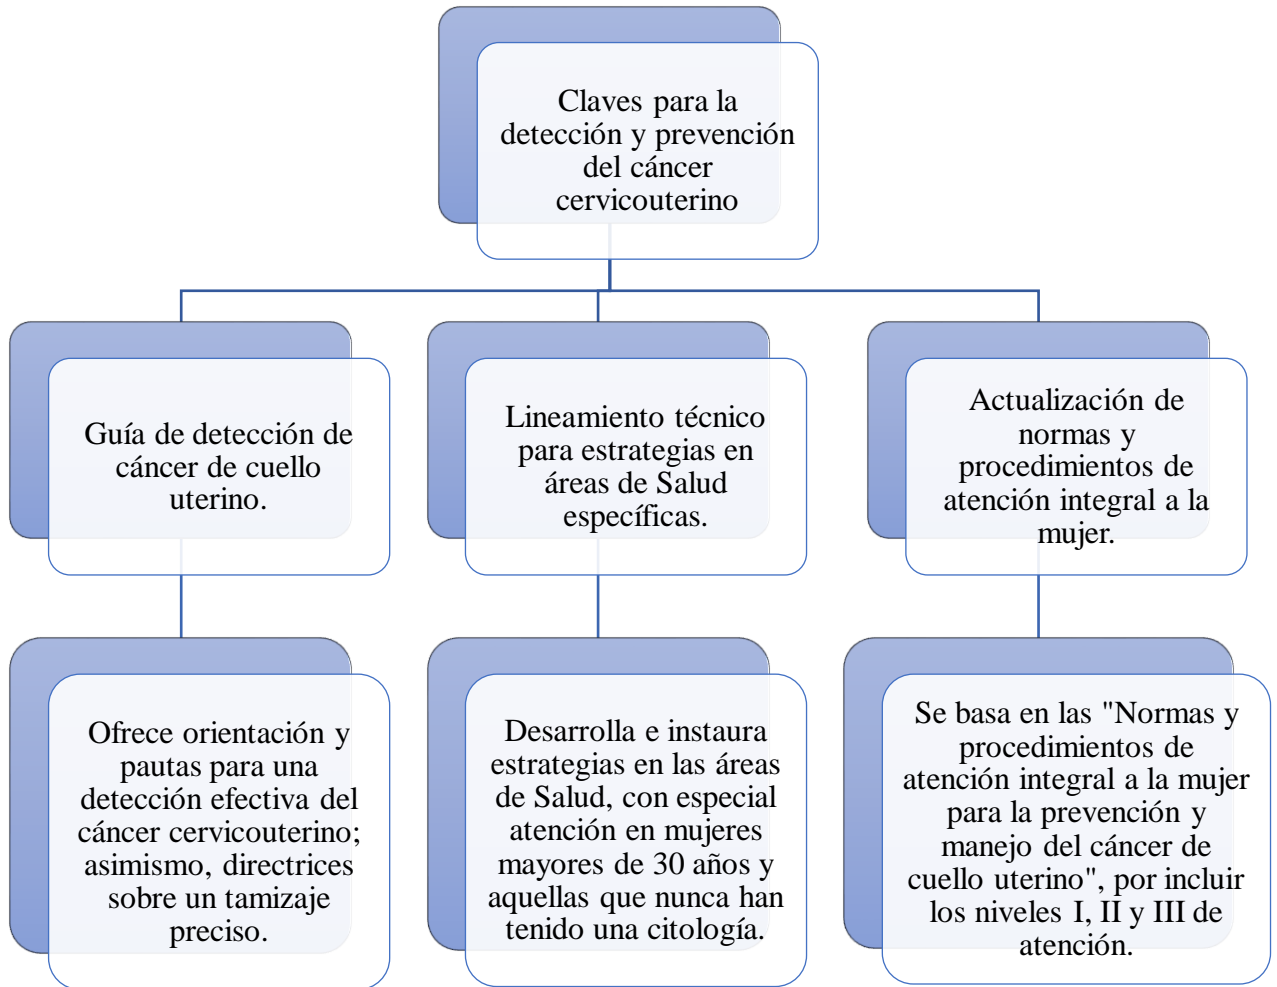 Claves para la
detección y prevención
del cáncer
cervicouterino
Guía de detección de
cáncer de cuello
uterino.
Lineamiento técnico
para estrategias en
áreas de Salud
específicas.
Actualización de
normas y
procedimientos de
atención integral a la
mujer.
Ofrece orientación y
pautas para una
detección efectiva del
cáncer cervicouterino;
asimismo, directrices
sobre un tamizaje
preciso.
Desarrolla e instaura
estrategias en las áreas
de Salud, con especial
atención en mujeres
mayores de 30 años y
aquellas que nunca han
tenido una citología.
Se basa en las "Normas y
procedimientos de
atención integral a la mujer
para la prevención y
manejo del cáncer de
cuello uterino", por incluir
los niveles I, II y III de
atención.